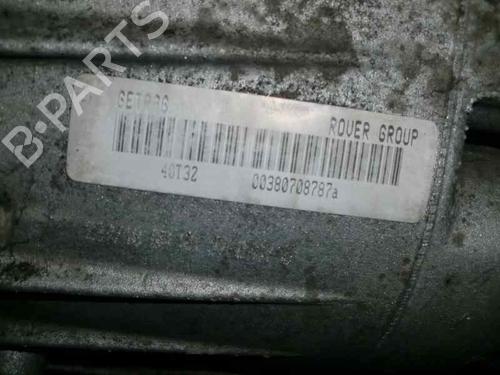 B-PARTS
GETRAG ROVER GROUP
40T32 00380708787a